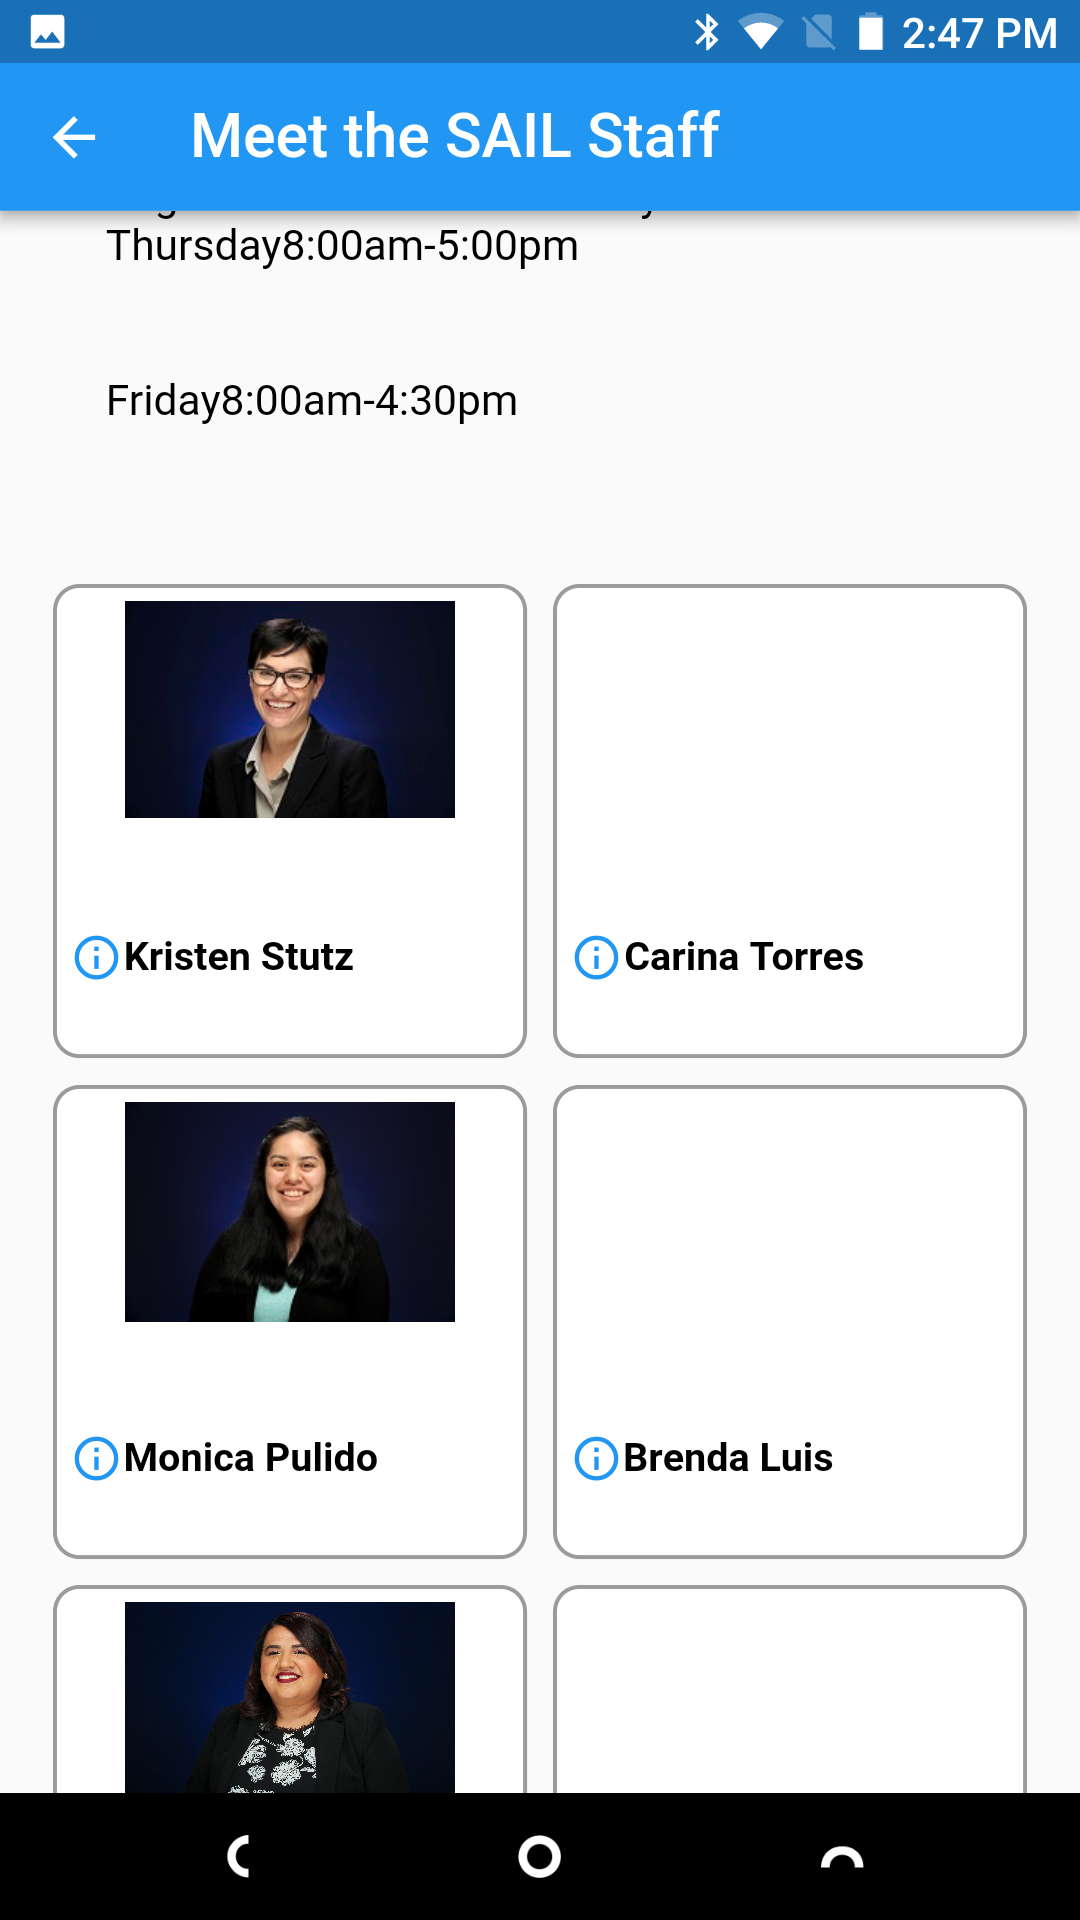 2:47 PM
Meet the SAIL Staff
Thursday8:00am-5:00pm
Friday8:00am-4:30pm
Kristen Stutz
Carina Torres
Monica Pulido
Brenda Luis